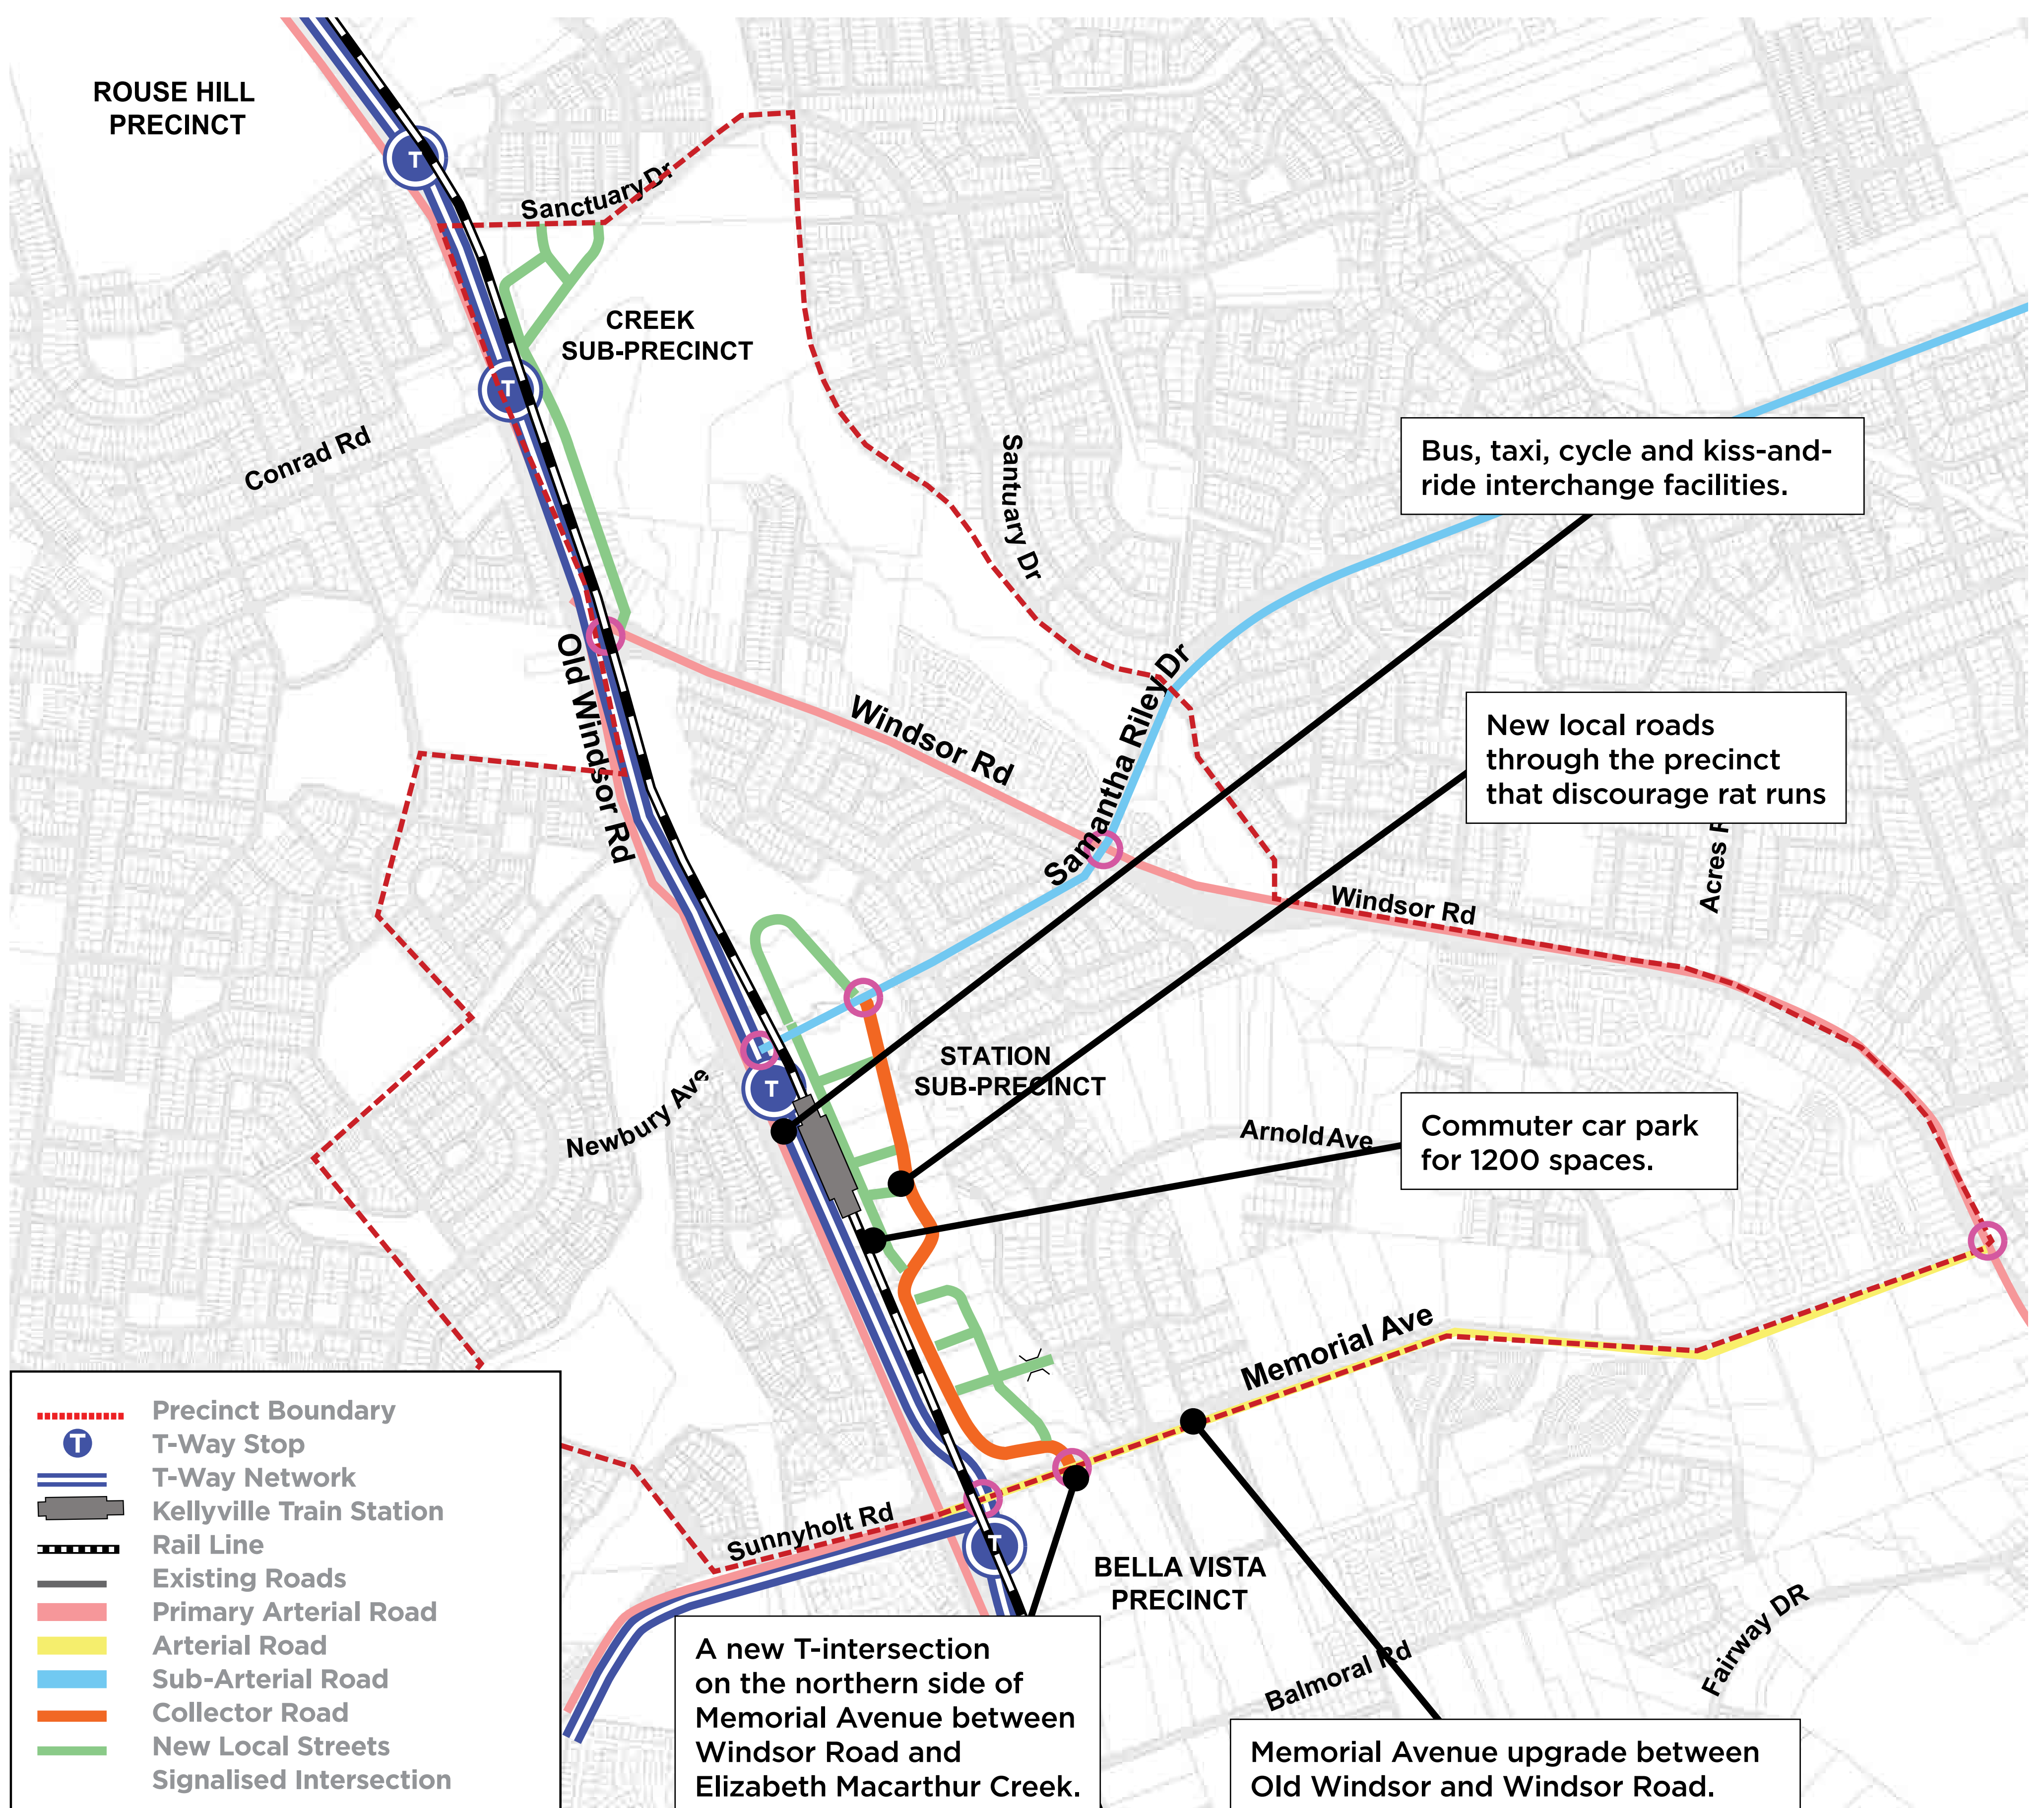 ROUSE HILL
PRECINCT
T
Sanctuary Dr
CREEK
SUB-PRECINCT
T
Conrad Rd
Santuary Dr
Bus, taxi, cycle and kiss-and-
ride interchange facilities.
Old Windsor Rd
Windsor Rd
Samantha Riley Dr
New local roads
through the precinct
that discourage rat runs
Acres
Windsor Rd
STATION
SUB-PRECINCT
T
Newbury Ave
Arnold Ave
Commuter car park
for 1200 spaces.
Memorial Ave
Sunnyholt Rd
T
BELLA VISTA
PRECINCT
Balmoral Rd
Fairway DR
Precinct Boundary
T
T-Way Stop
T-Way Network
Kellyville Train Station
Rail Line
Existing Roads
Primary Arterial Road
Arterial Road
Sub-Arterial Road
Collector Road
New Local Streets
Signalised Intersection
A new T-intersection
on the northern side of
Memorial Avenue between
Windsor Road and
Elizabeth Macarthur Creek.
Memorial Avenue upgrade between
Old Windsor and Windsor Road.